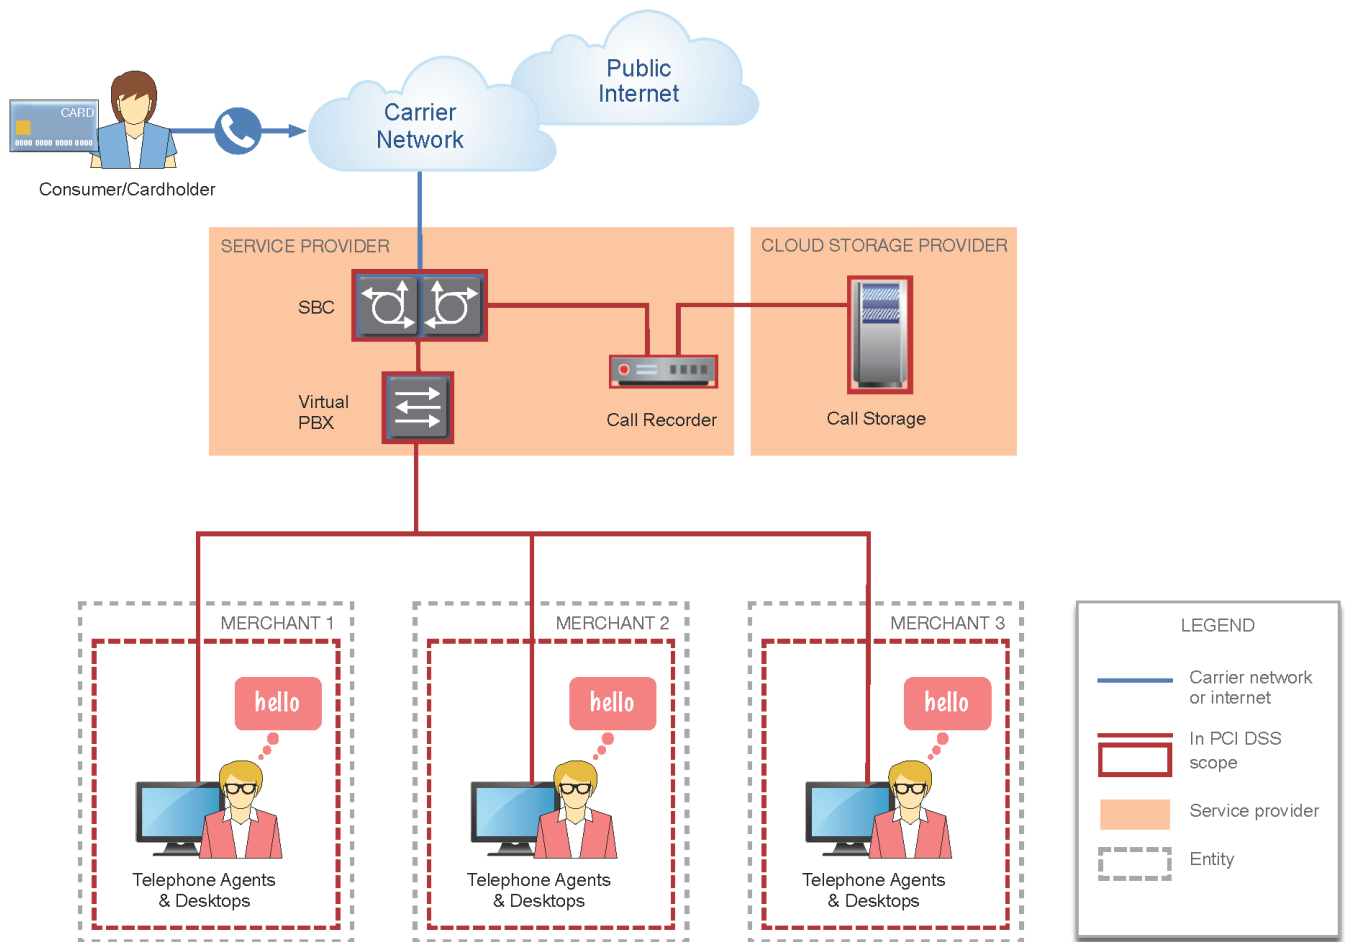 Public
Internet
CARD
0000 0000 0000 0000
Carrier
Network
Consumer/Cardholder
SERVICE PROVIDER
CLOUD STORAGE PROVIDER
SBC
Virtual
PBX
Call Recorder
Call Storage
MERCHANT 1
hello
Telephone Agents
& Desktops
MERCHANT 2
hello
Telephone Agents
& Desktops
MERCHANT 3
hello
Telephone Agents
& Desktops
LEGEND
Carrier network
or internet
In PCI DSS
scope
Service provider
Entity